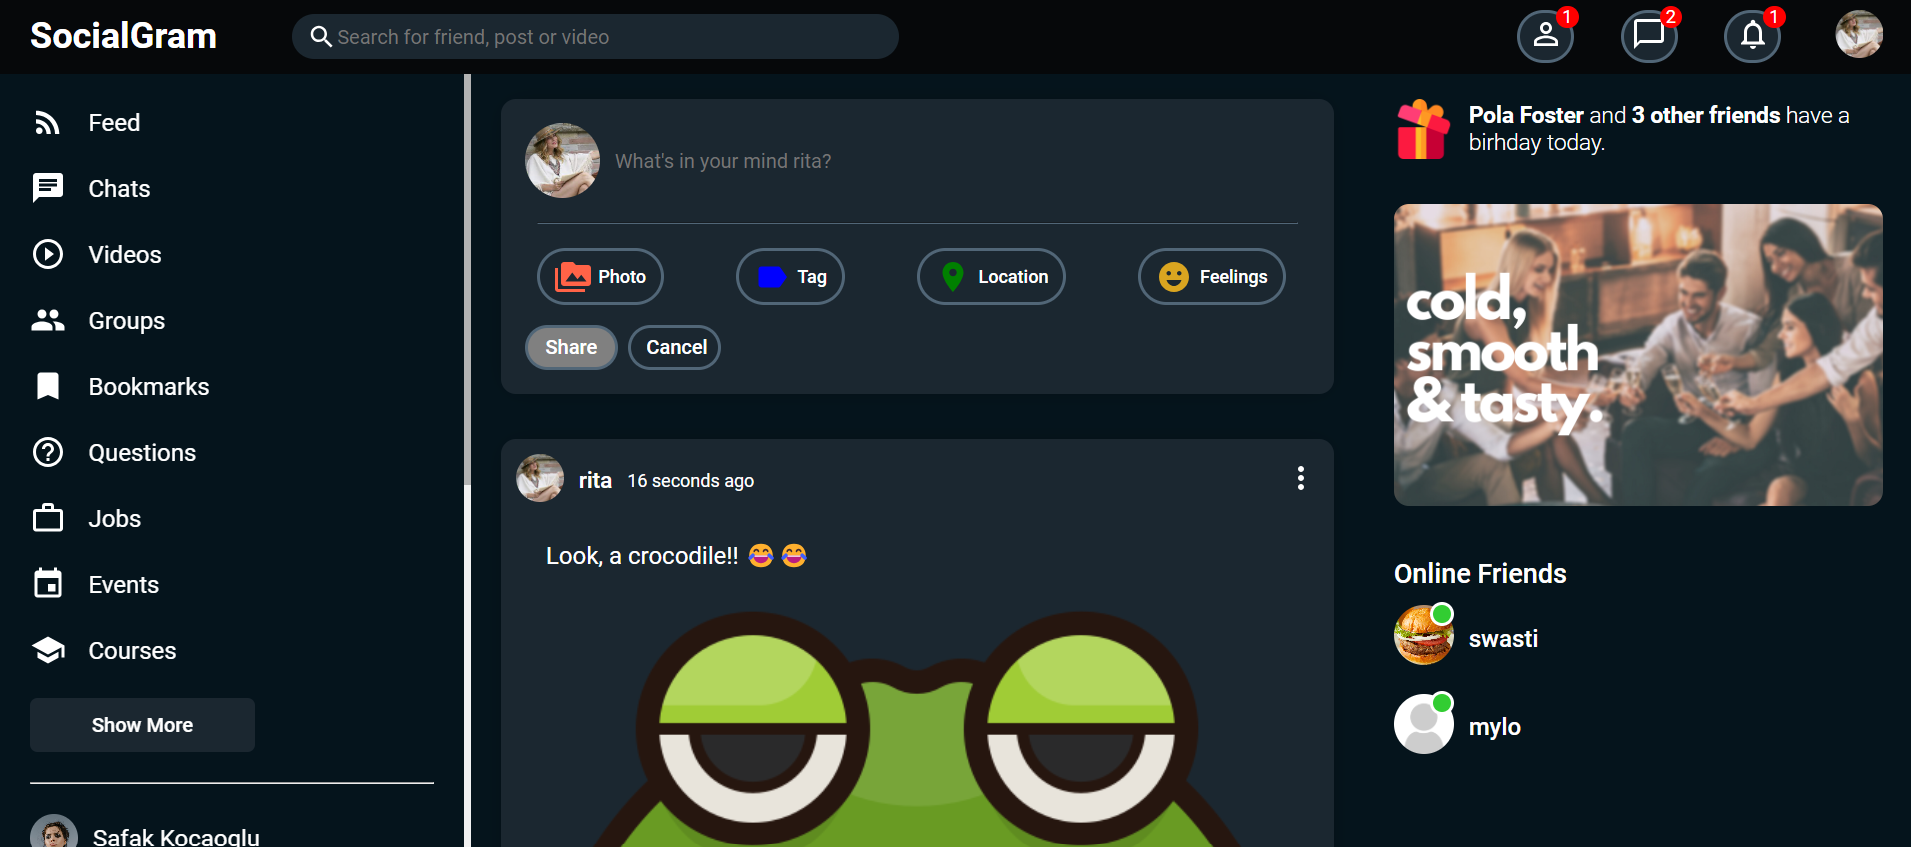 SocialGram
Search for friend, post or video
1
2
1
Feed
Chats
Videos
Groups
Bookmarks
Questions
Jobs
Events
Courses
Show More
Safak Kocaoglu
What's in your mind rita?
Photo
Tag
Location
Feelings
Share
Cancel
rita 16 seconds ago
Look, a crocodile!! 😂 😂
Pola Foster and 3 other friends have a
birhday today.
cold,
smooth
& tasty.
Online Friends
swasti
mylo